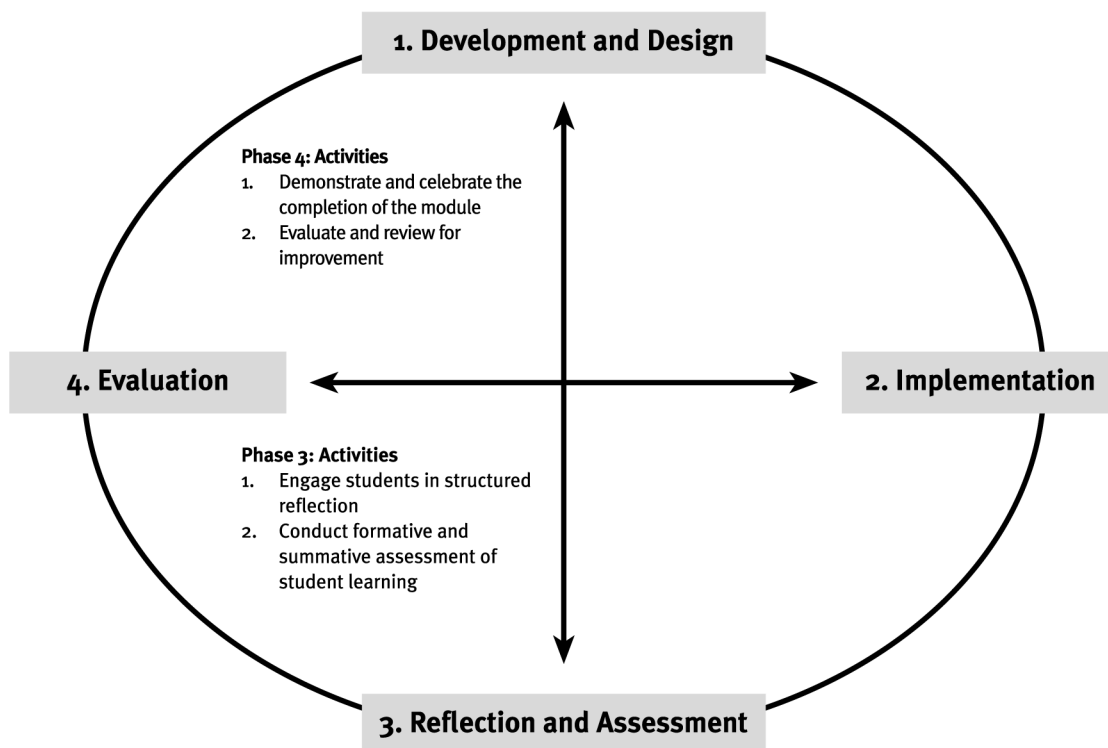 1. Development and Design
Phase 4: Activities
1. Demonstrate and celebrate the
completion of the module
2. Evaluate and review for
improvement
4. Evaluation
2. Implementation
Phase 3: Activities
1. Engage students in structured
reflection
2. Conduct formative and
summative assessment of
student learning
3. Reflection and Assessment